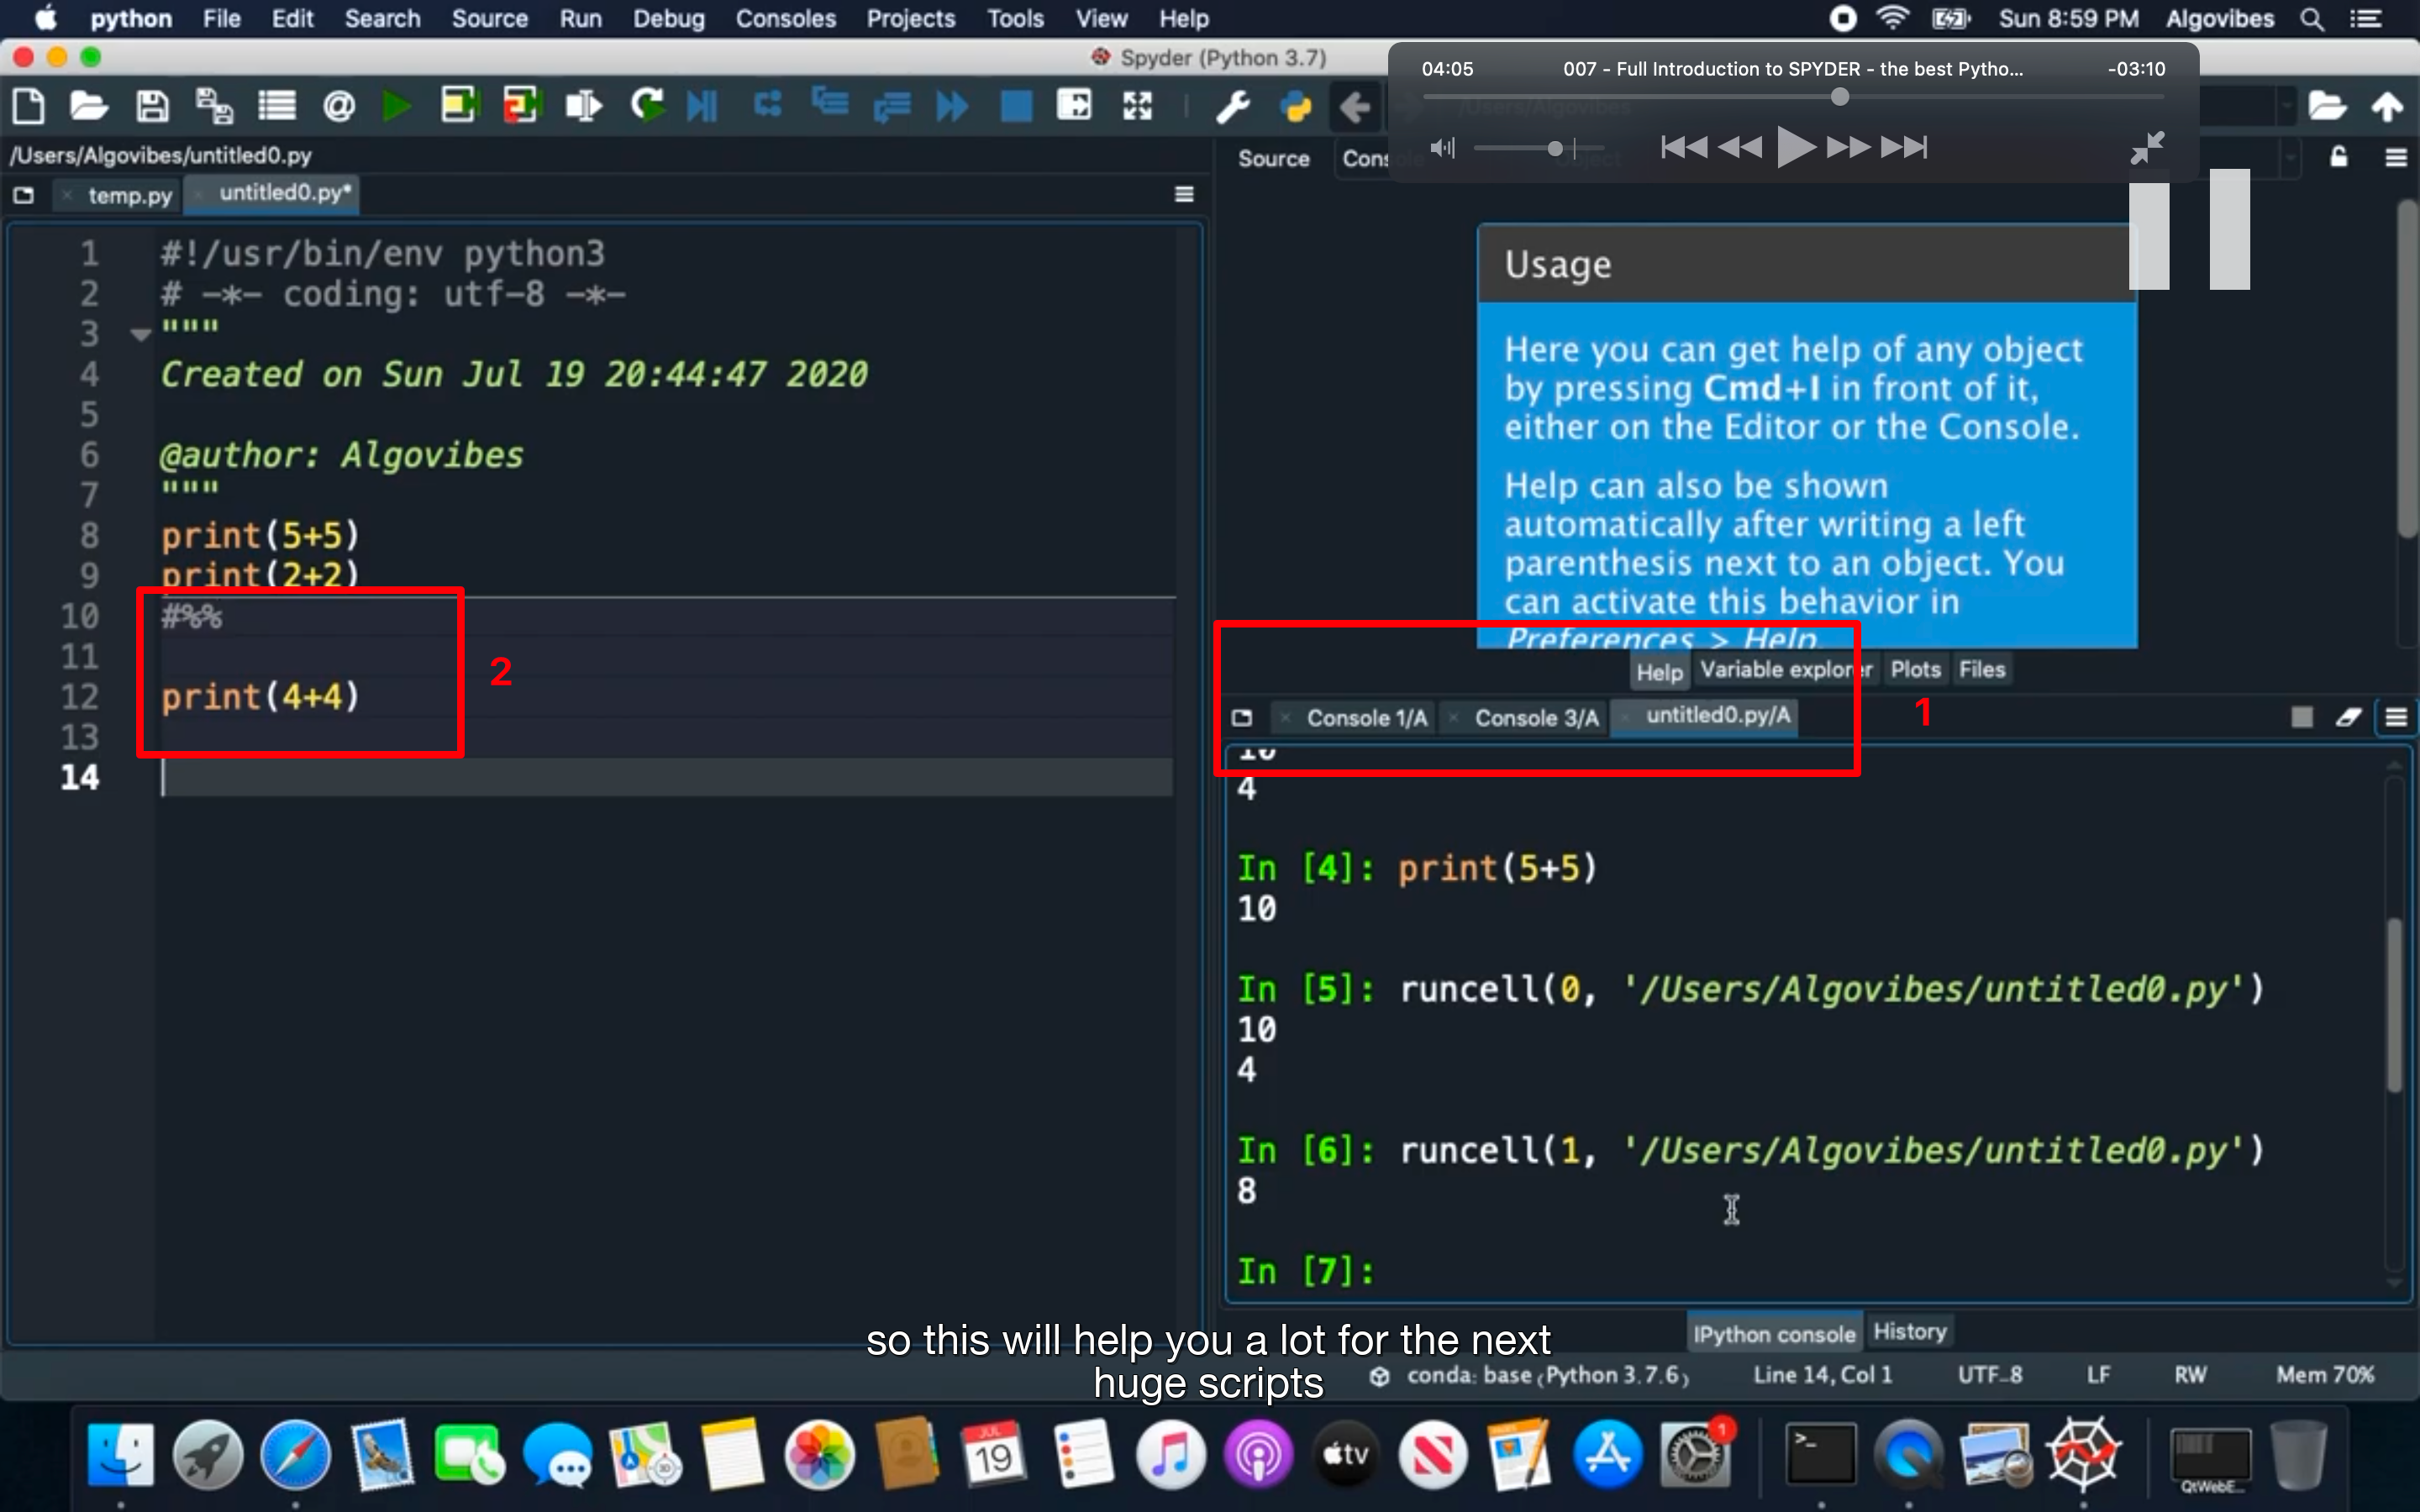 python File Edit Search Source Run Debug Consoles Projects Tools View Help Sun 8:59 PM Algovibes
Spyder (Python 3.7)
04:05 007 - Full Introduction to SPYDER - the best Pytho... -03:10
/Users/Algovibes
/Users/Algovibes/untitled0.py
Source
temp.py untitled0.py*
1 #!/usr/bin/env python3
2 # -*- coding: utf-8 -*-
3 """
4 Created on Sun Jul 19 20:44:47 2020
5
6 @author: Algovibes
7 """
8 print(5+5)
9 print(2+2)
10 #%%
11
12 print(4+4)
13
14
2
Usage
Here you can get help of any object
by pressing Cmd+I in front of it,
either on the Editor or the Console.
Help can also be shown
automatically after writing a left
parenthesis next to an object. You
can activate this behavior in
Preferences > Help.
Help Variable explorer Plots Files
1
Console 1/A Console 3/A untitled0.py/A
10
4
In [4]: print(5+5)
10
In [5]: runcell(0, '/Users/Algovibes/untitled0.py')
10
4
In [6]: runcell(1, '/Users/Algovibes/untitled0.py')
8
In [7]:
IPython console History
so this will help you a lot for the next
huge scripts
conda: base (Python 3.7.6) Line 14, Col 1 UTF-8 LF RW Mem 70%
JUL
19
tv
1
>_
QtWebE...